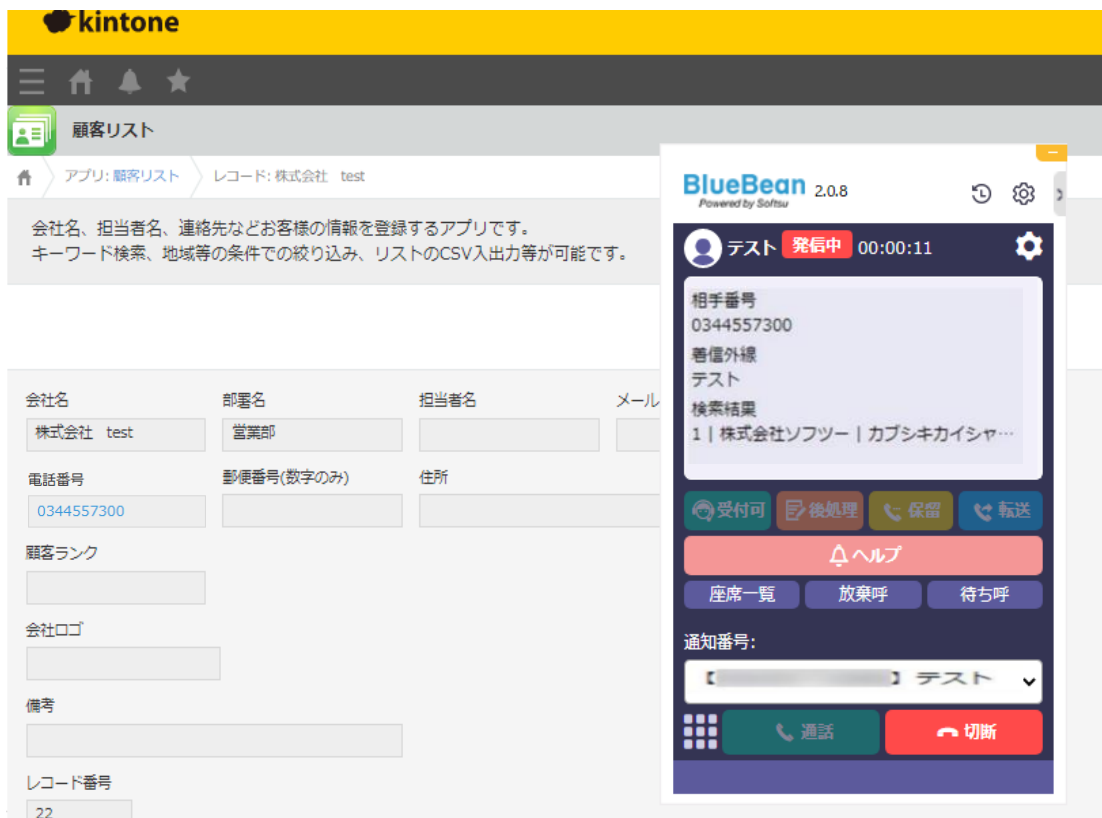 kintone
顧客リスト
アプリ: 顧客リスト
レコード: 株式会社 test
会社名、担当者名、連絡先などお客様の情報を登録するアプリです。
キーワード検索、地域等の条件での絞り込み、リストのCSV入出力等が可能です。
会社名
部署名
担当者名
メール
株式会社 test
営業部
電話番号
郵便番号(数字のみ)
住所
0344557300
顧客ランク
会社ロゴ
備考
レコード番号
22
BlueBean 2.0.8
Powered by Softsu
テスト 発信中 00:00:11
相手番号
0344557300
着信外線
テスト
検索結果
1 | 株式会社ソフツー | カブシキカイシャ…
受付可 後処理 保留 転送
ヘルプ
座席一覧 放棄呼 待ち呼
通知番号:
【 】テスト
通話 切断